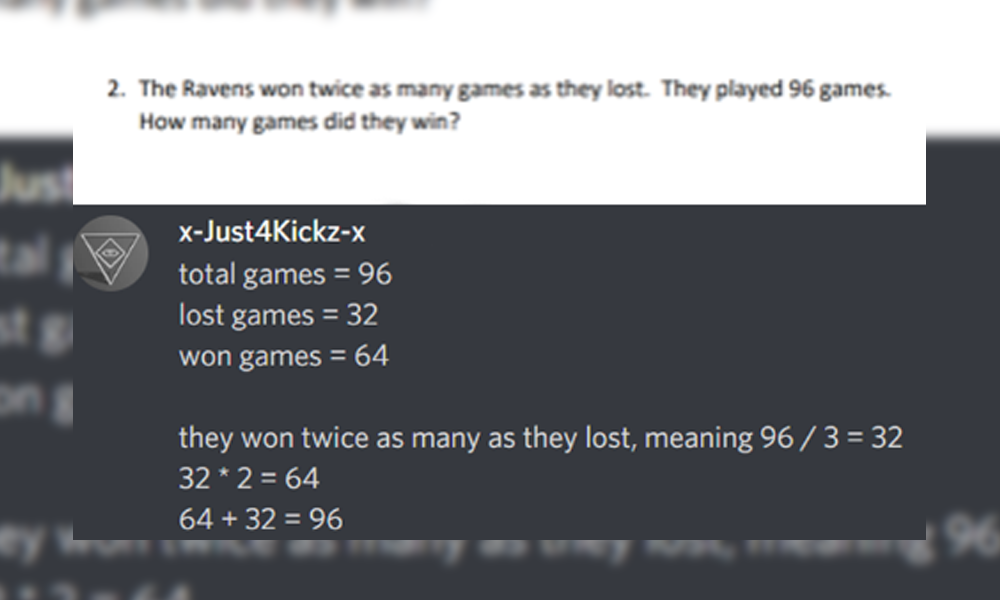 2. The Ravens won twice as many games as they lost. They played 96 games.
How many games did they win?
x-Just4Kickz-x
total games = 96
lost games = 32
won games = 64
they won twice as many as they lost, meaning 96 / 3 = 32
32 * 2 = 64
64 + 32 = 96